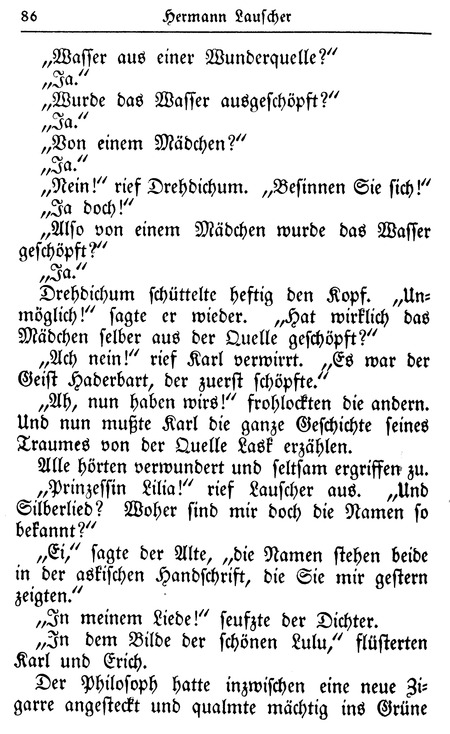 86 Hermann Lauscher
„Wasser aus einer Wunderquelle?“
„Ja.“
„Wurde das Wasser ausgeschöpft?“
„Ja.“
„Von einem Mädchen?“
„Ja.“
„Nein!“ rief Drehdichum. „Besinnen Sie sich!“
„Ja doch!“
„Also von einem Mädchen wurde das Wasser
geschöpft?“
„Ja.“
Drehdichum schüttelte heftig den Kopf. „Un-
möglich!“ sagte er wieder. „Hat wirklich das
Mädchen selber aus der Quelle geschöpft?“
„Ach nein!“ rief Karl verwirrt. „Es war der
Geist Haderbart, der zuerst schöpfte.“
„Ah, nun haben wirs!“ frohlockten die andern.
Und nun mußte Karl die ganze Geschichte seines
Traumes von der Quelle Lask erzählen.
Alle hörten verwundert und seltsam ergriffen zu.
„Prinzessin Lilia!“ rief Lauscher aus. „Und
Silberlied? Woher sind mir doch die Namen so
bekannt?“
„Ei,“ sagte der Alte, „die Namen stehen beide
in der askischen Handschrift, die Sie mir gestern
zeigten.“
„In meinem Liede!“ seufzte der Dichter.
„In dem Bilde der schönen Lulu,“ flüsterten
Karl und Erich.
Der Philosoph hatte inzwischen eine neue Zi-
garre angesteckt und qualmte mächtig ins Grüne